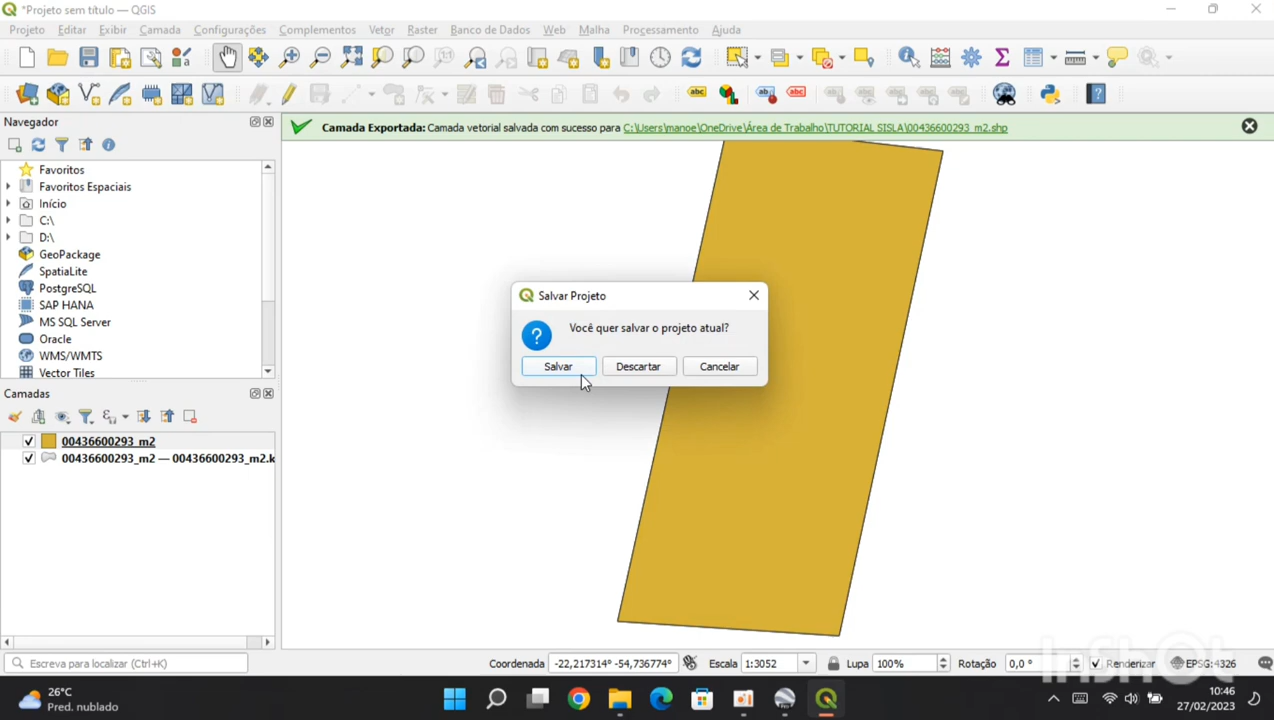 *Projeto sem título — QGIS
Projeto Editar Exibir Camada Configurações Complementos Vetor Raster Banco de Dados Web Malha Processamento Ajuda
abc abc ab abc
Navegador
Camada Exportada: Camada vetorial salvada com sucesso para C:\Users\manoe\OneDrive\Área de Trabalho\TUTORIAL SISLA\00436600293_m2.shp
Favoritos
Favoritos Espaciais
Início
C:\
D:\
GeoPackage
SpatiaLite
PostgreSQL
SAP HANA
MS SQL Server
Oracle
WMS/WMTS
Vector Tiles
Salvar Projeto
Você quer salvar o projeto atual?
Salvar Descartar Cancelar
Camadas
00436600293_m2
00436600293_m2 — 00436600293_m2.k
Escreva para localizar (Ctrl+K)
Coordenada -22,217314° -54,736774° Escala 1:3052 Lupa 100% Rotação 0,0 ° Renderizar EPSG:4326
InShOt
26°C
Pred. nublado
10:46
27/02/2023